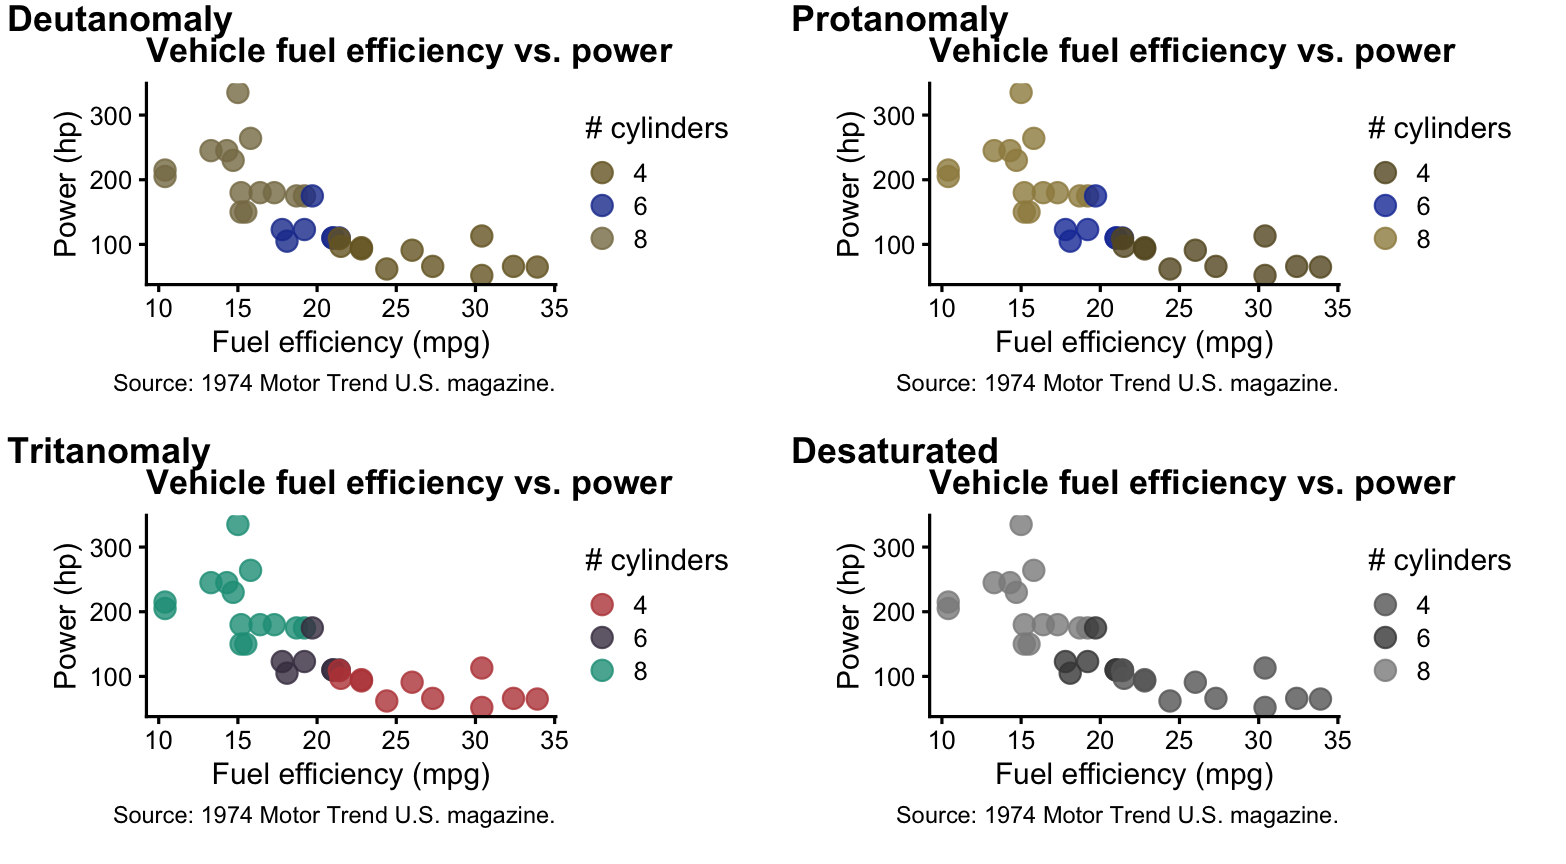 Deutanomaly
Vehicle fuel efficiency vs. power
Power (hp)
300
200
100
10 15 20 25 30 35
Fuel efficiency (mpg)
Source: 1974 Motor Trend U.S. magazine.
# cylinders
4
6
8
Protanomaly
Vehicle fuel efficiency vs. power
Power (hp)
300
200
100
10 15 20 25 30 35
Fuel efficiency (mpg)
Source: 1974 Motor Trend U.S. magazine.
# cylinders
4
6
8
Tritanomaly
Vehicle fuel efficiency vs. power
Power (hp)
300
200
100
10 15 20 25 30 35
Fuel efficiency (mpg)
Source: 1974 Motor Trend U.S. magazine.
# cylinders
4
6
8
Desaturated
Vehicle fuel efficiency vs. power
Power (hp)
300
200
100
10 15 20 25 30 35
Fuel efficiency (mpg)
Source: 1974 Motor Trend U.S. magazine.
# cylinders
4
6
8